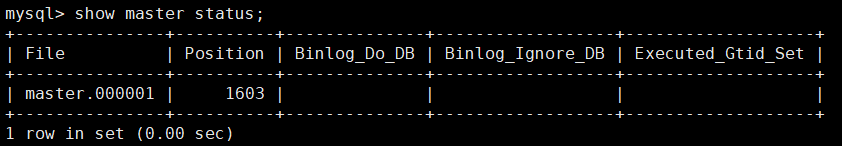 mysql> show master status;
+---------------+----------+--------------+------------------+-------------------+
| File          | Position | Binlog_Do_DB | Binlog_Ignore_DB | Executed_Gtid_Set |
+---------------+----------+--------------+------------------+-------------------+
| master.000001 |     1603 |              |                  |                   |
+---------------+----------+--------------+------------------+-------------------+
1 row in set (0.00 sec)